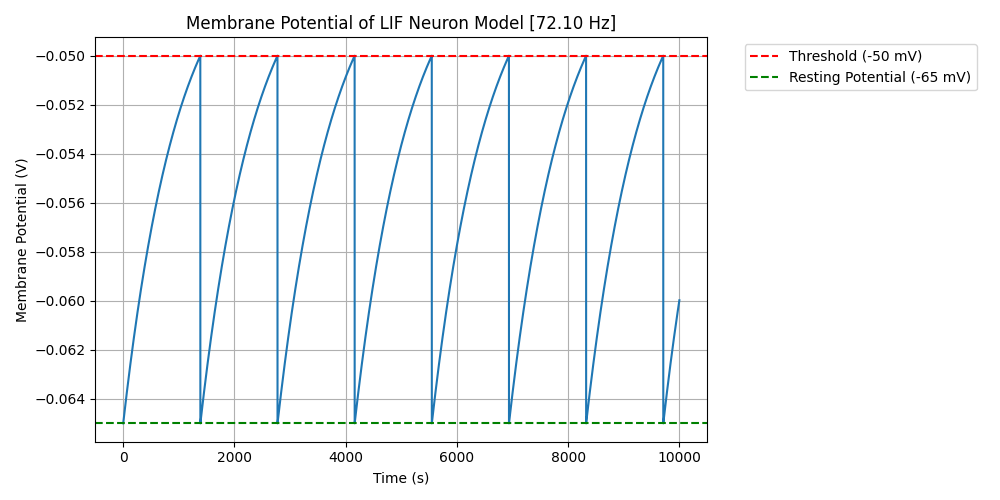 Membrane Potential of LIF Neuron Model [72.10 Hz]
Threshold (-50 mV)
Resting Potential (-65 mV)
Membrane Potential (V)
−0.050
−0.052
−0.054
−0.056
−0.058
−0.060
−0.062
−0.064
0 2000 4000 6000 8000 10000
Time (s)